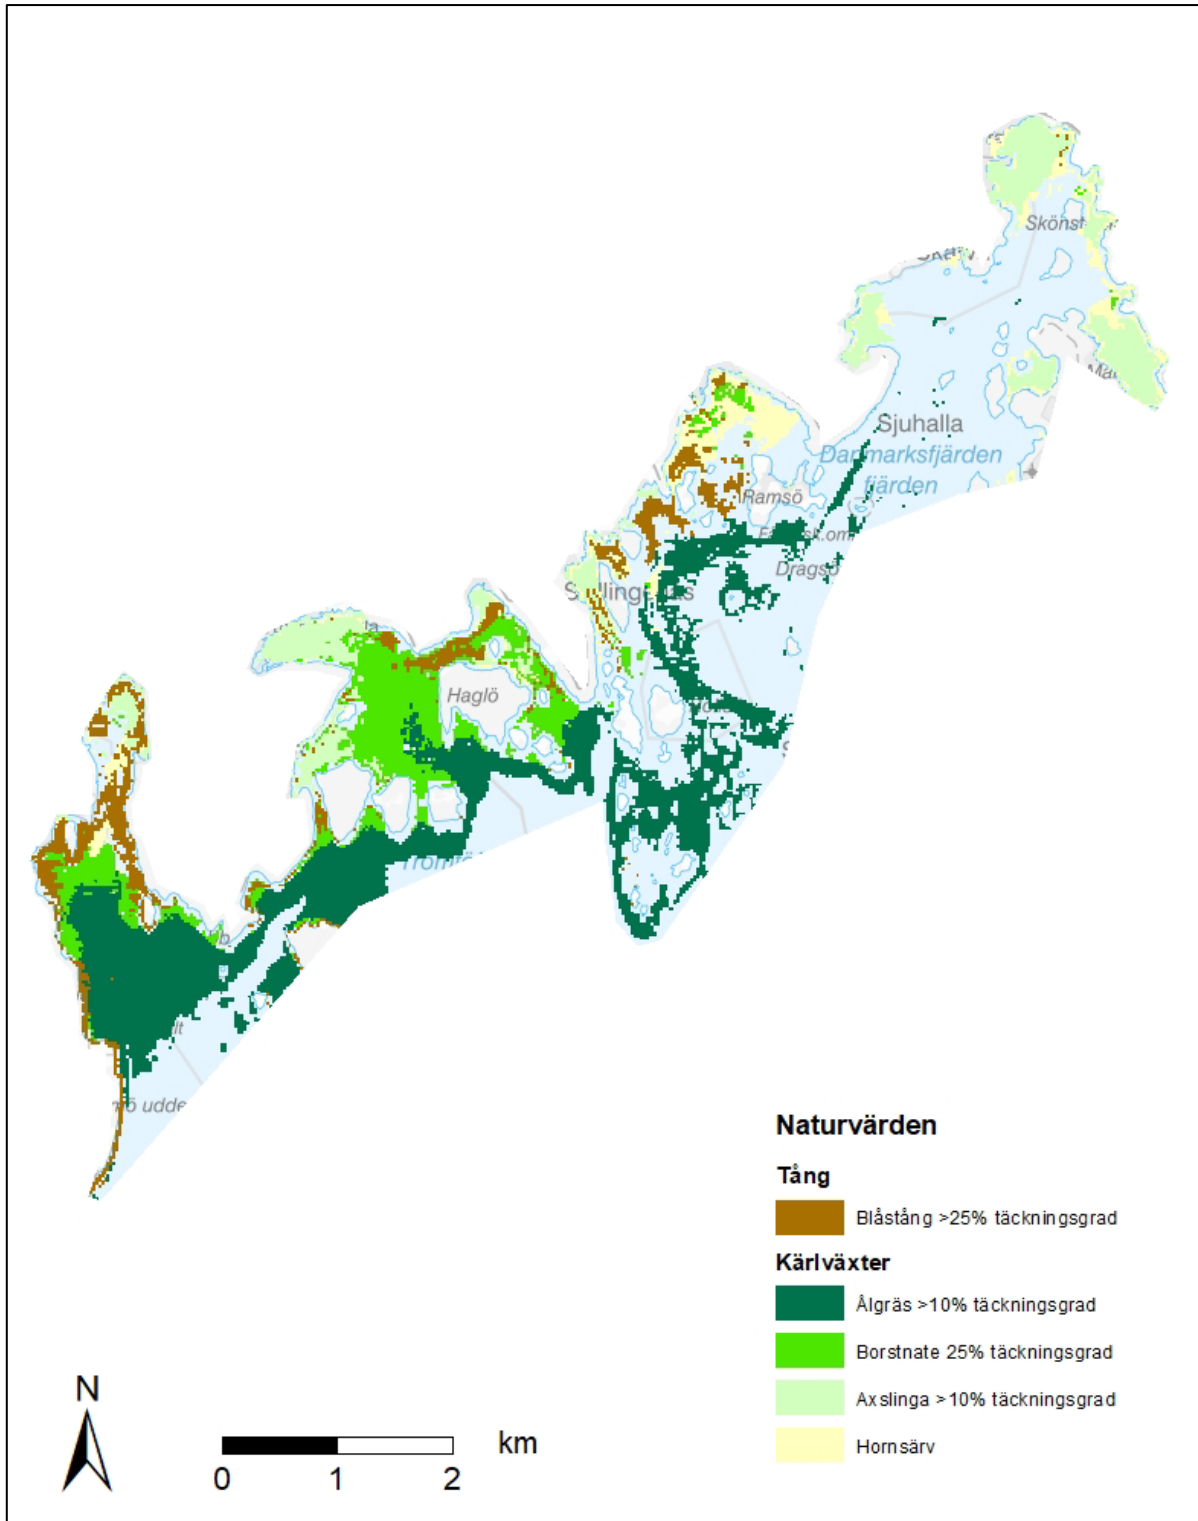 Skönst
Sjuhalla
Danmarksfjärden
fjärden
Ramsö
Dragsö
Haglö
ö udde
Naturvärden
Tång
Blåstång >25% täckningsgrad
Kärlväxter
Ålgräs >10% täckningsgrad
Borstnate 25% täckningsgrad
Axslinga >10% täckningsgrad
Hornsärv
N
km
0 1 2